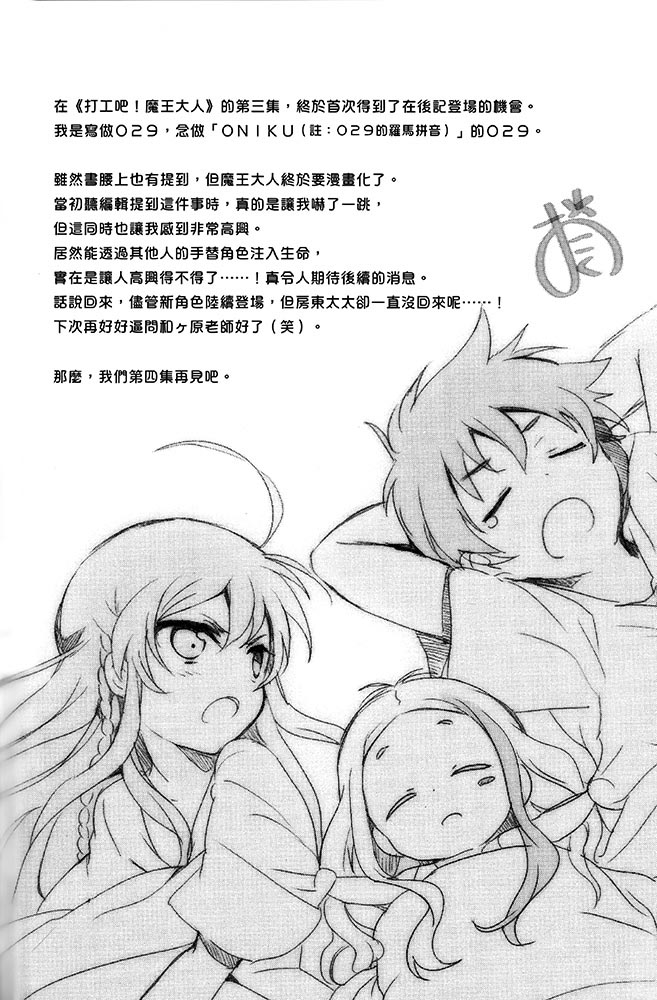 在《打工吧！魔王大人》的第三集，終於首次得到了在後記登場的機會。
我是寫做０２９，念做「ＯＮＩＫＵ（註：０２９的羅馬拼音）」的０２９。
雖然書腰上也有提到，但魔王大人終於要漫畫化了。
當初聽編輯提到這件事時，真的是讓我嚇了一跳，
但這同時也讓我感到非常高興。
居然能透過其他人的手替角色注入生命，
實在是讓人高興得不得了……！真令人期待後續的消息。
話說回來，儘管新角色陸續登場，但房東太太卻一直沒回來呢……！
下次再好好逼問和ヶ原老師好了（笑）。
那麼，我們第四集再見吧。